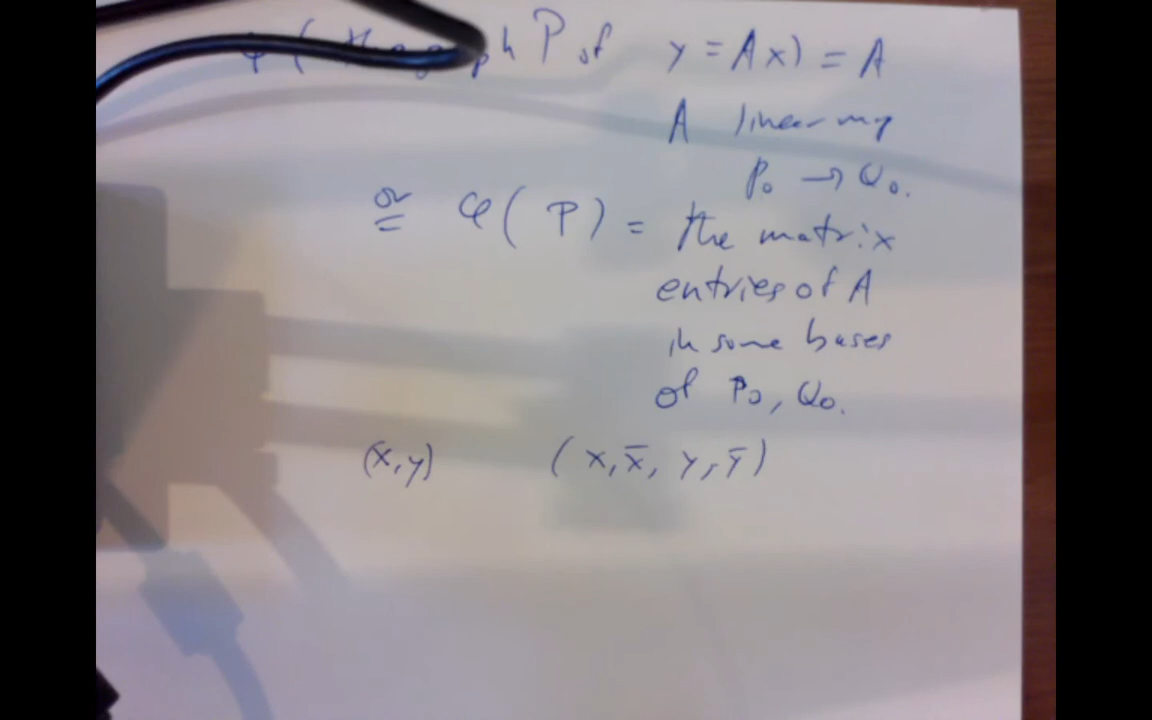 φ( the graph P of y = Ax) = A
A linear map
P₀ → Q₀.
or = φ( P) = the matrix
entries of A
in some bases
of P₀, Q₀.
(x,y) ( x, x̄, y, ȳ)